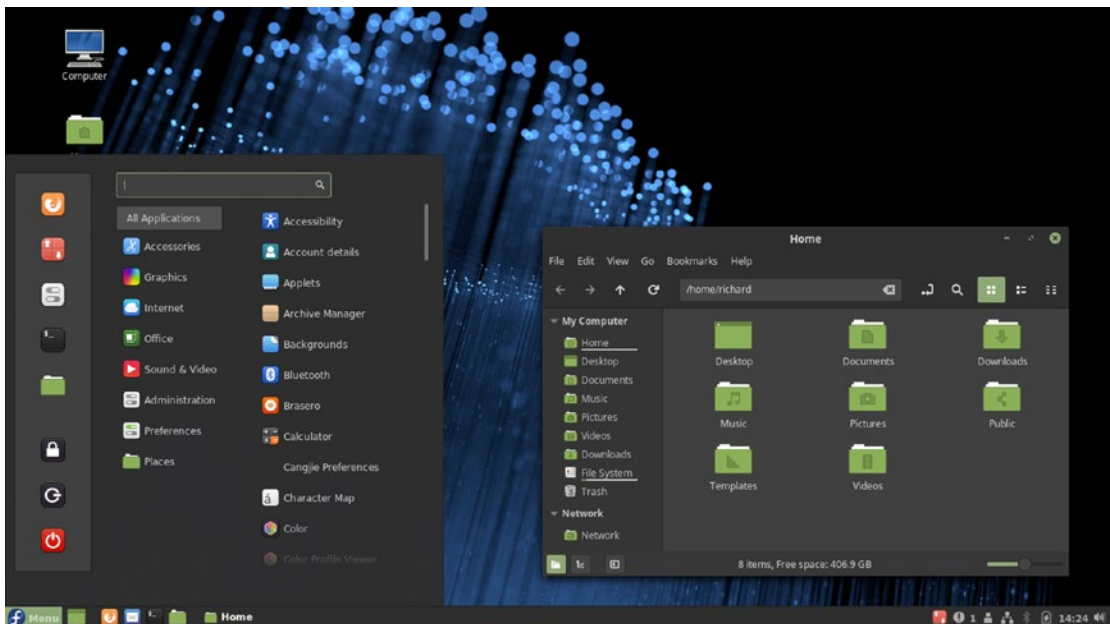 Computer
All Applications
Accessories
Graphics
Internet
Office
Sound & Video
Administration
Preferences
Places
Accessibility
Account details
Applets
Archive Manager
Backgrounds
Bluetooth
Brasero
Calculator
Cangjie Preferences
Character Map
Color
Color Profile Viewer
Home
File Edit View Go Bookmarks Help
/home/richard
My Computer
Home
Desktop
Documents
Music
Pictures
Videos
Downloads
File System
Trash
Network
Network
Desktop Documents Downloads
Music Pictures Public
Templates Videos
8 items, Free space: 406.9 GB
Menu Home 1 14:24